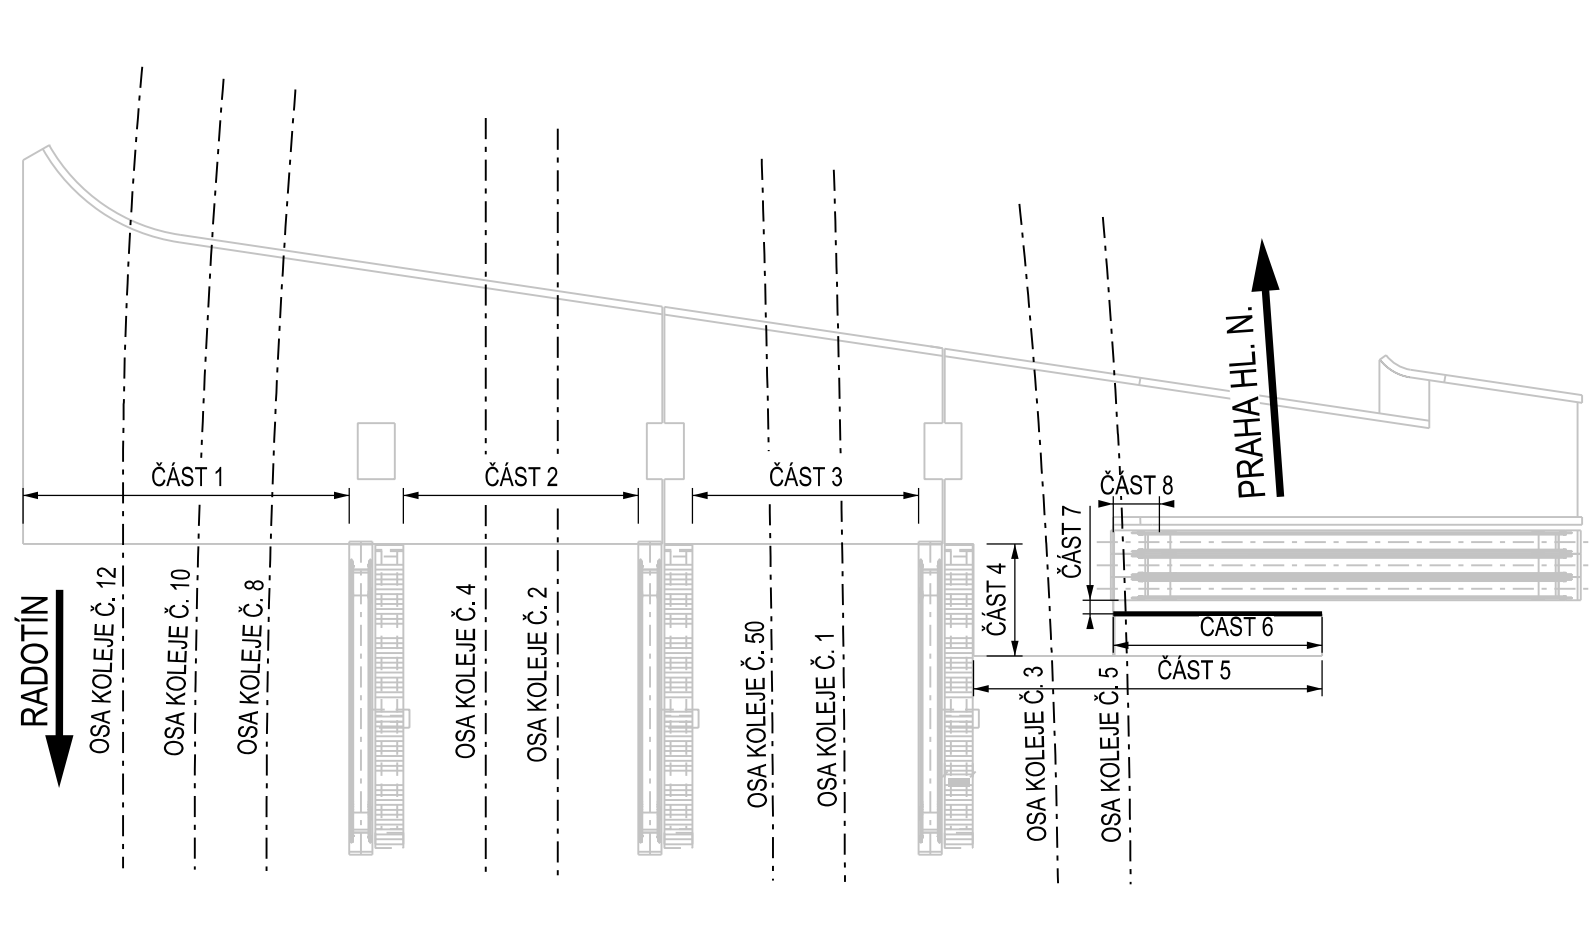 PRAHA HL. N.
ČÁST 1
ČÁST 2
ČÁST 3
ČÁST 8
ČÁST 7
ČÁST 4
ČÁST 6
ČÁST 5
RADOTÍN
OSA KOLEJE Č. 12
OSA KOLEJE Č. 10
OSA KOLEJE Č. 8
OSA KOLEJE Č. 4
OSA KOLEJE Č. 2
OSA KOLEJE Č. 50
OSA KOLEJE Č. 1
OSA KOLEJE Č. 3
OSA KOLEJE Č. 5